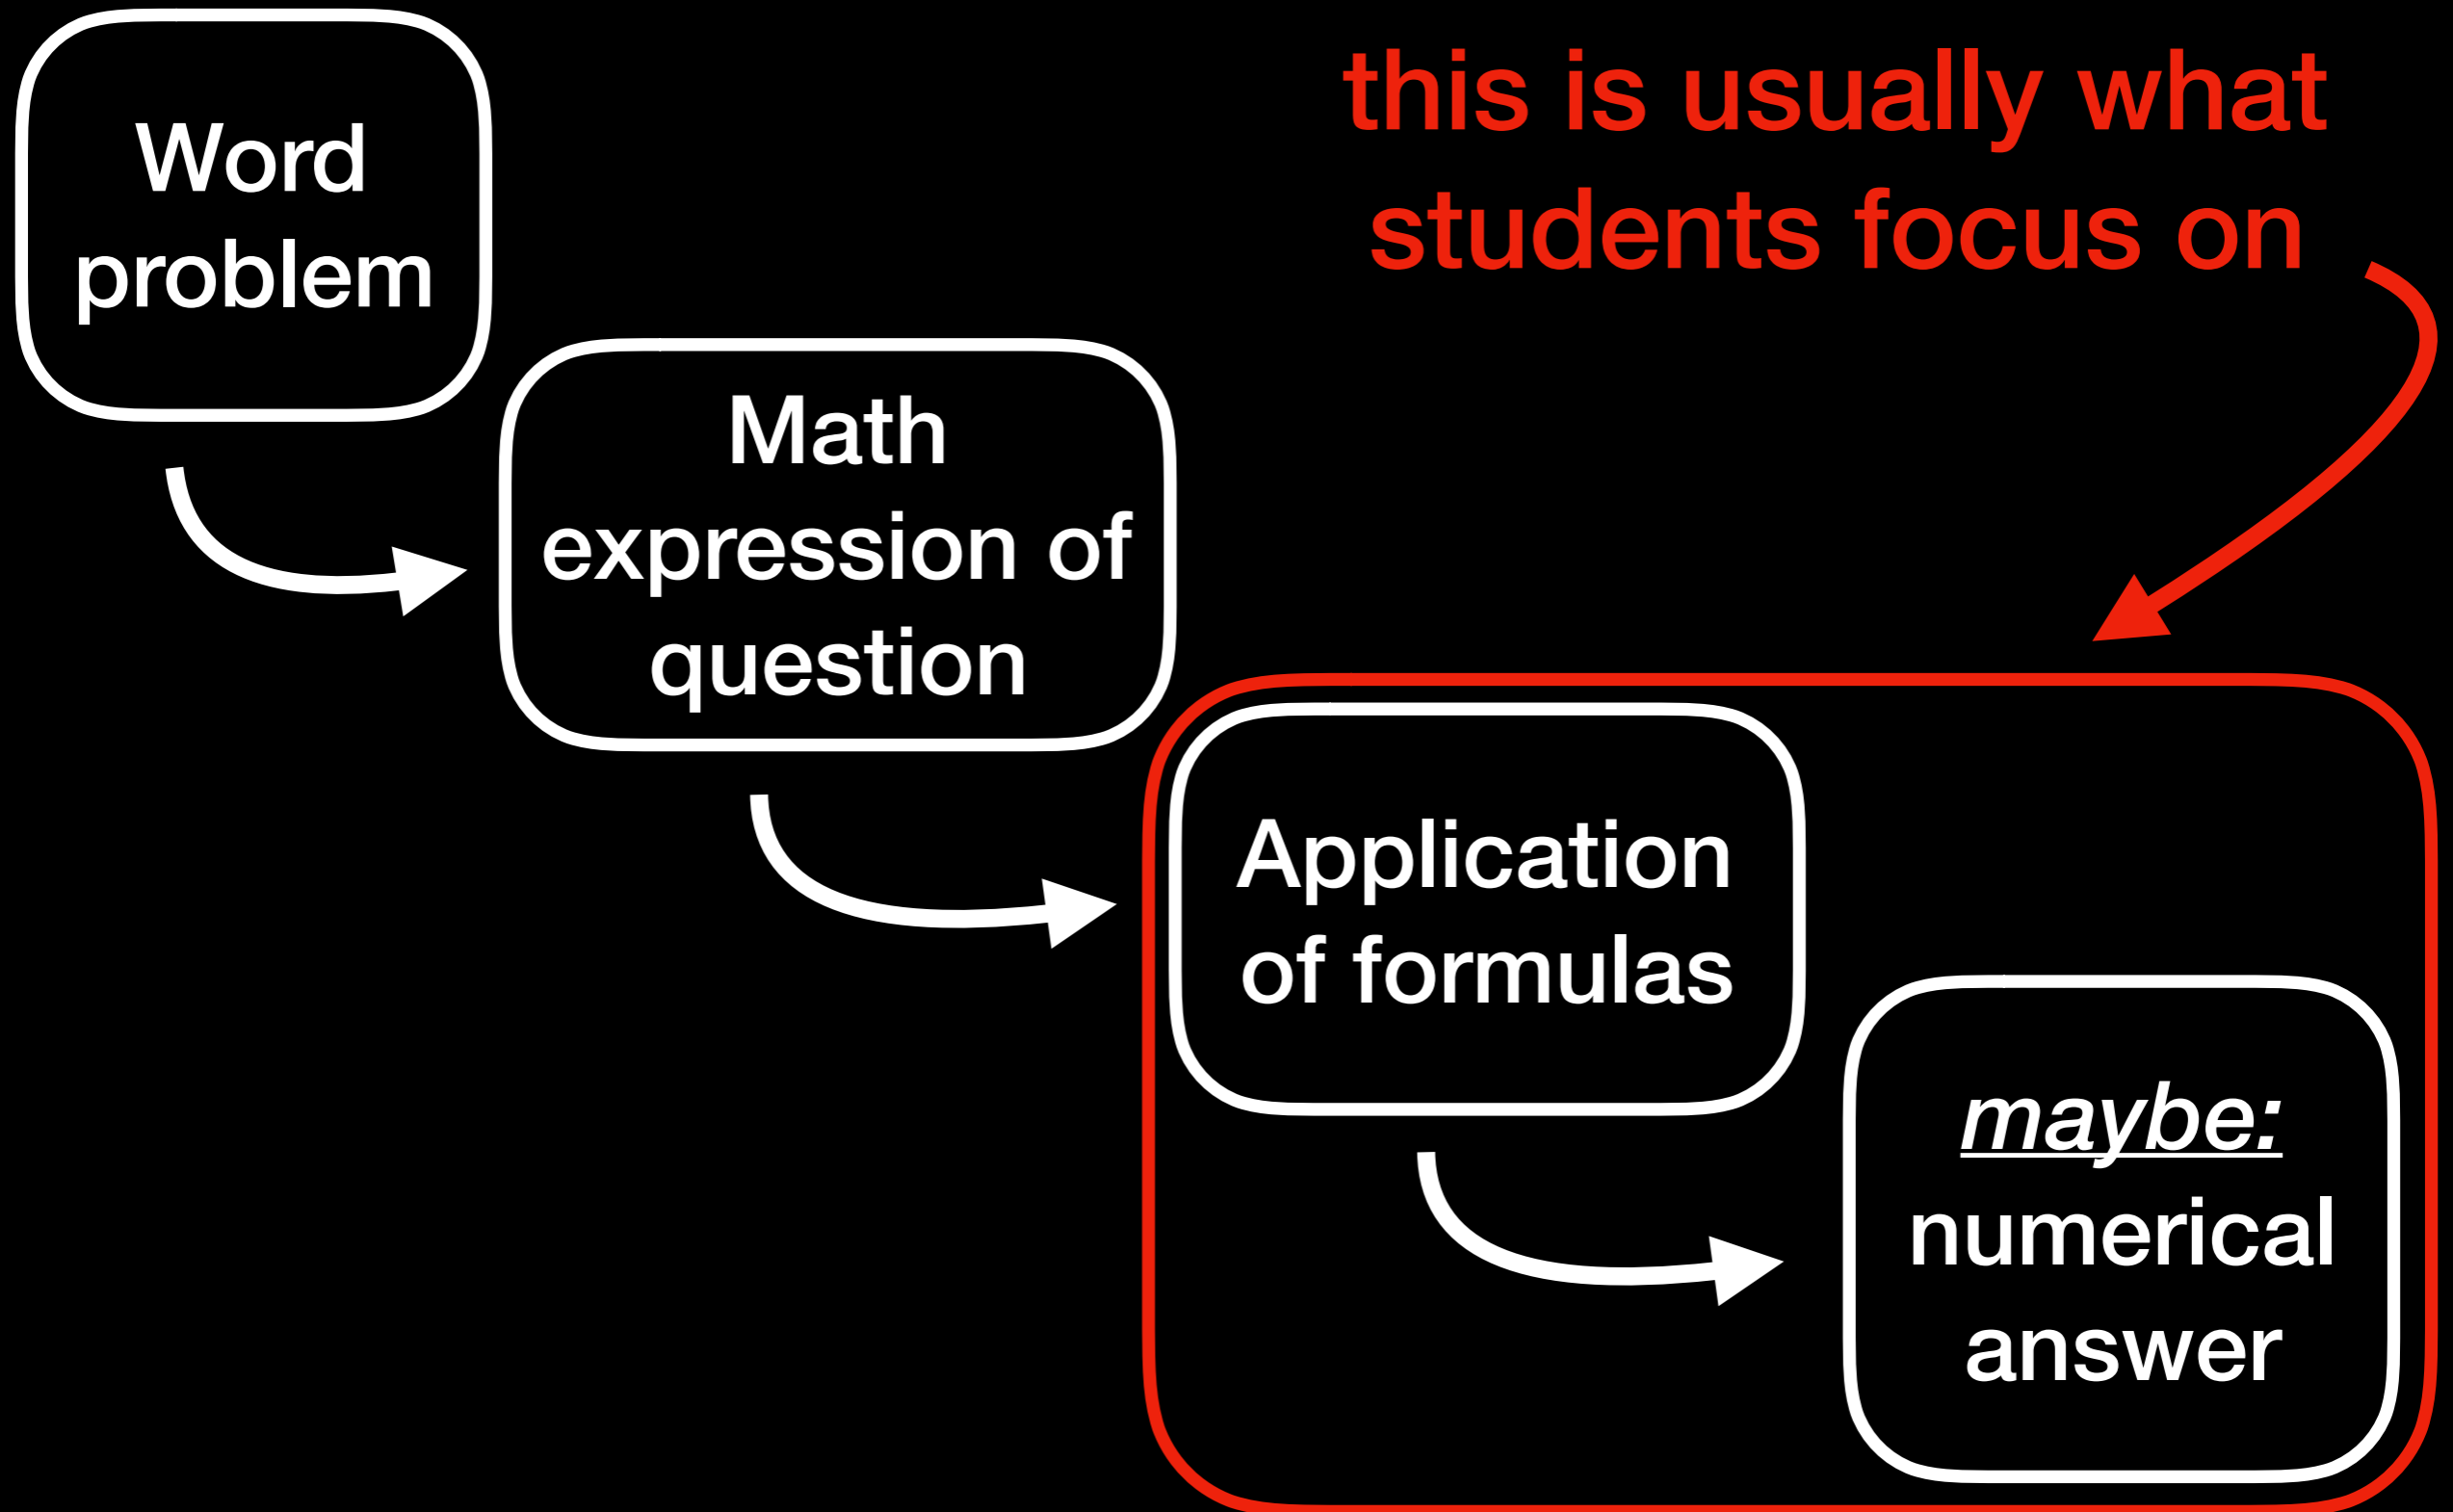 Word
problem
this is usually what
students focus on
Math
expression of
question
Application
of formulas
maybe:
numerical
answer